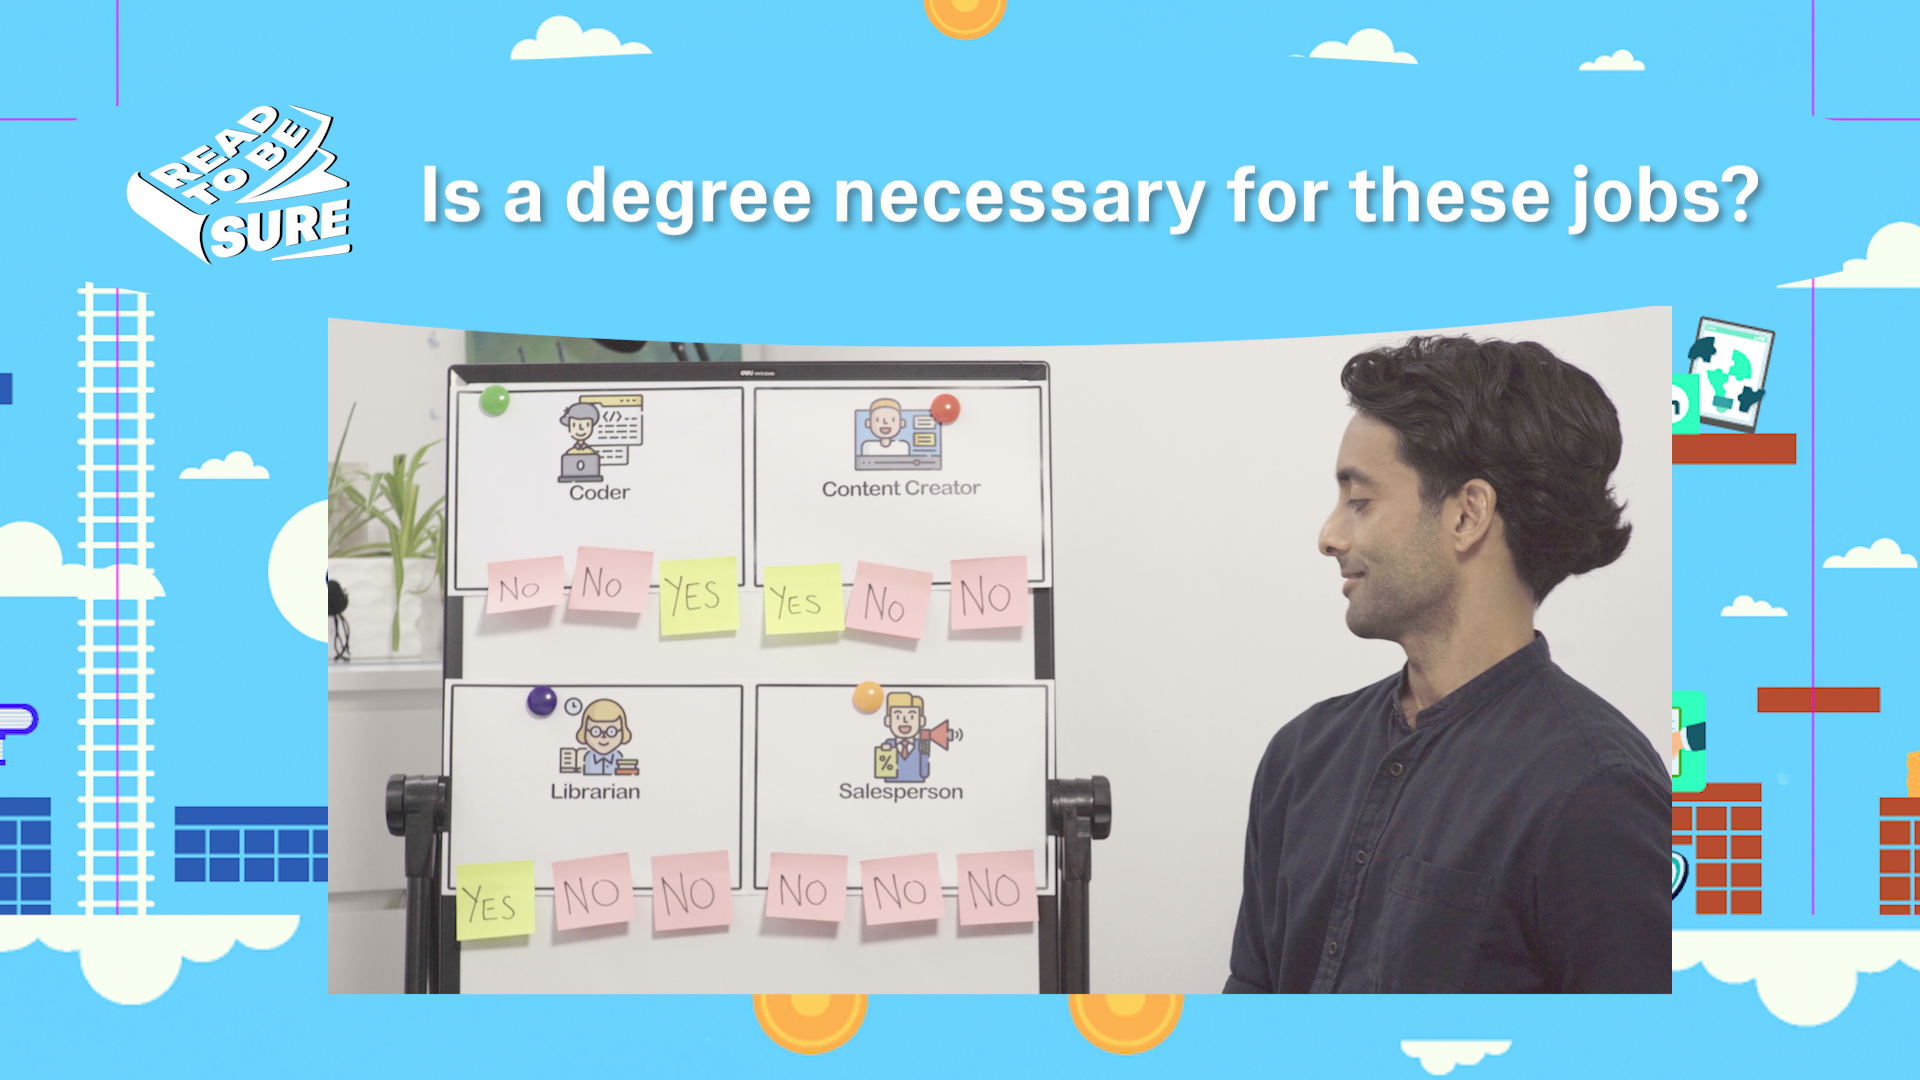 READ
TO BE
SURE
Is a degree necessary for these jobs?
Coder
Content Creator
No
No
YES
YES
No
NO
Librarian
Salesperson
YES
NO
NO
NO
NO
NO